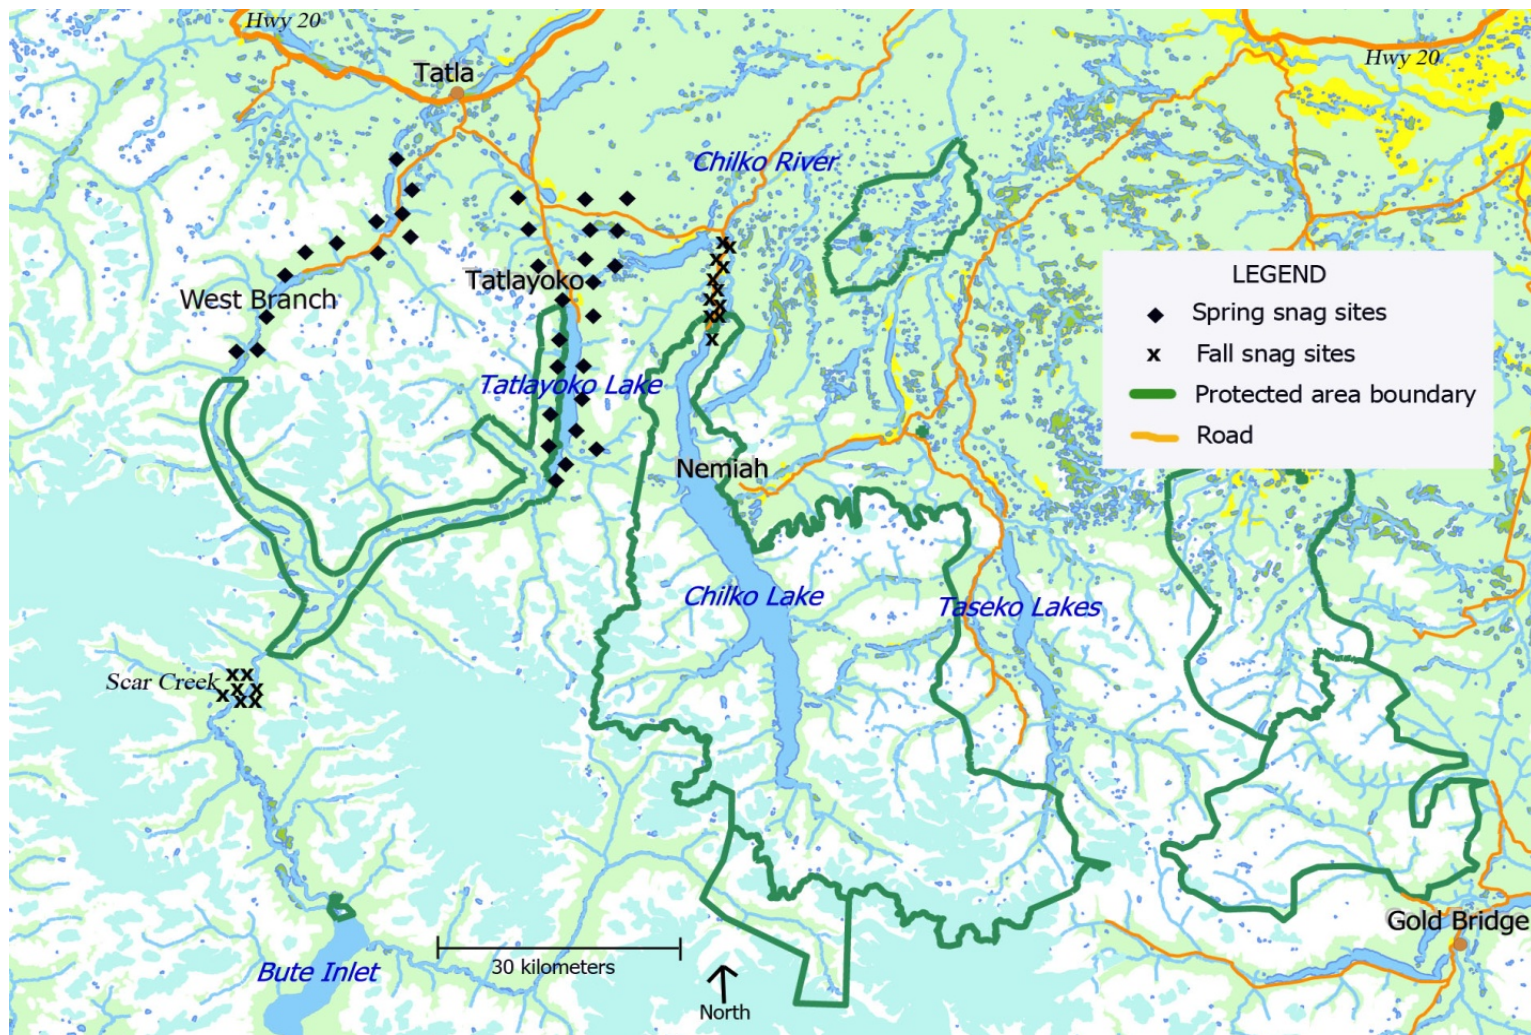 Hwy 20
Tatla
Hwy 20
Chilko River
LEGEND
Spring snag sites
x Fall snag sites
Protected area boundary
Road
Tatlayoko
West Branch
Tatlayoko Lake
Nemiah
Chilko Lake
Taseko Lakes
Scar Creek
Gold Bridge
Bute Inlet
30 kilometers
North